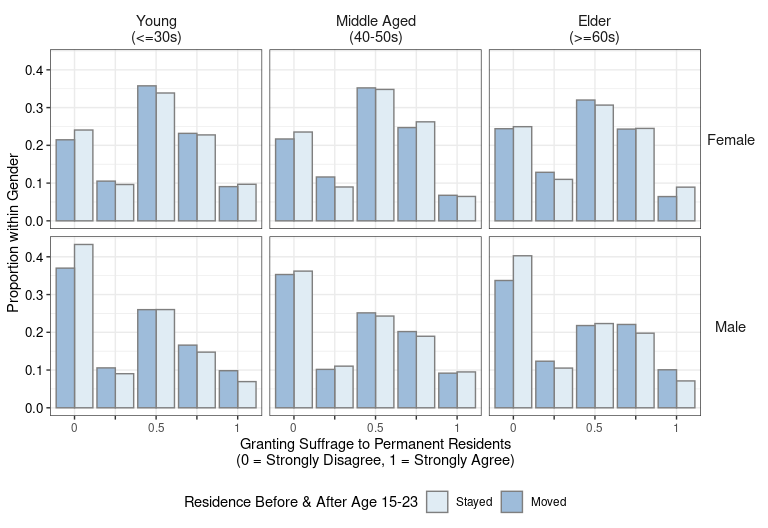 Young
(<=30s)
Middle Aged
(40-50s)
Elder
(>=60s)
0.4
0.3
0.2
0.1
0.0
Female
Proportion within Gender
0.4
0.3
0.2
0.1
0.0
Male
0
0.5
1
0
0.5
1
0
0.5
1
Granting Suffrage to Permanent Residents
(0 = Strongly Disagree, 1 = Strongly Agree)
Residence Before & After Age 15-23
Stayed
Moved